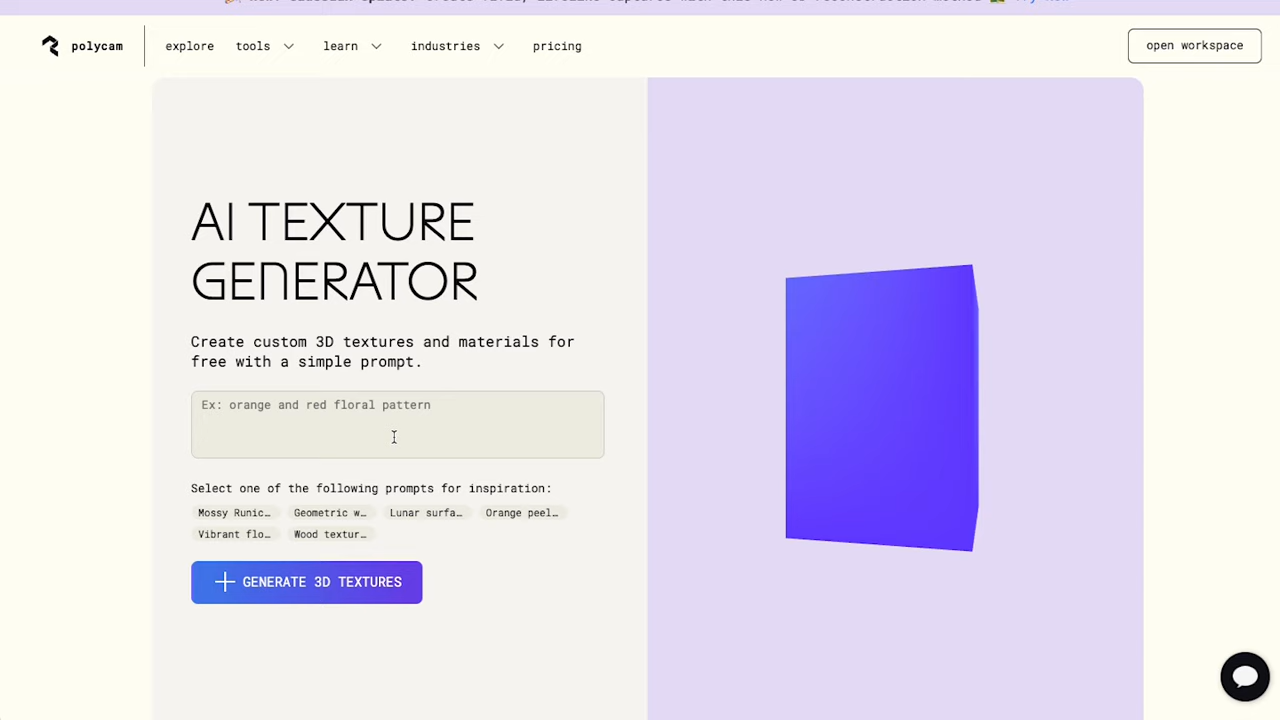 polycam
explore
tools
learn
industries
pricing
open workspace
AI TEXTURE
GENERATOR
Create custom 3D textures and materials for
free with a simple prompt.
Ex: orange and red floral pattern
Select one of the following prompts for inspiration:
Mossy Runic… Geometric w… Lunar surfa… Orange peel…
Vibrant flo… Wood textur…
GENERATE 3D TEXTURES